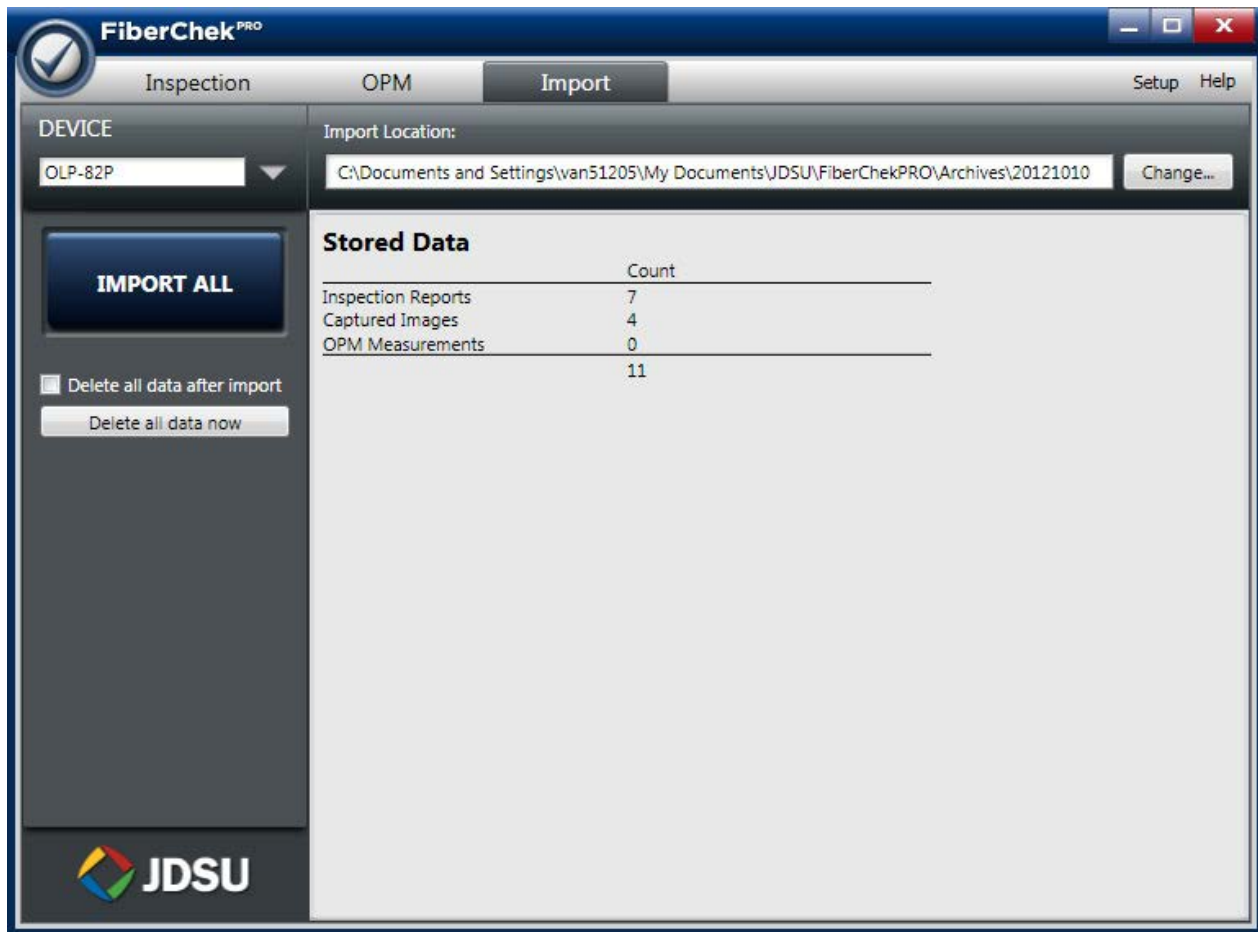 FiberChek PRO
Inspection OPM Import Setup Help
DEVICE
OLP-82P
Import Location:
C:\Documents and Settings\van51205\My Documents\JDSU\FiberChekPRO\Archives\20121010 Change...
IMPORT ALL
Delete all data after import
Delete all data now
Stored Data
Count
Inspection Reports 7
Captured Images 4
OPM Measurements 0
11
JDSU